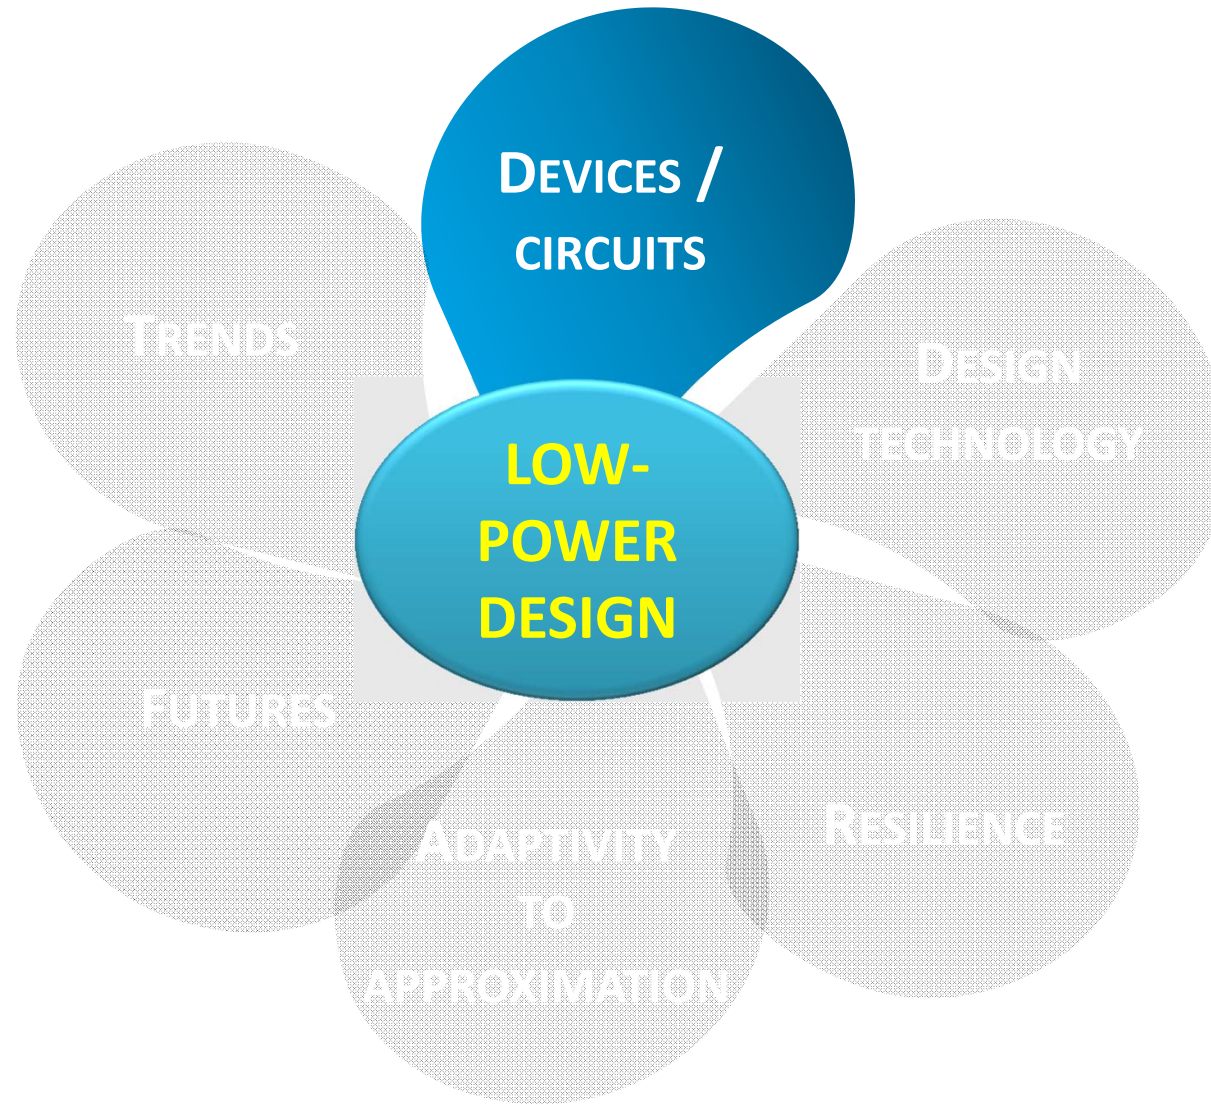 DEVICES /
CIRCUITS
TRENDS
DESIGN
TECHNOLOGY
LOW-
POWER
DESIGN
FUTURES
RESILIENCE
ADAPTIVITY
TO
APPROXIMATION